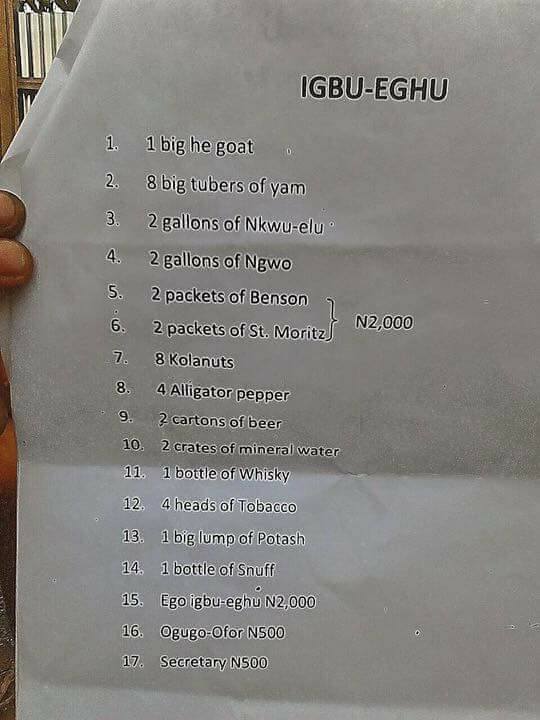 IGBU-EGHU
1. 1 big he goat
2. 8 big tubers of yam
3. 2 gallons of Nkwu-elu
4. 2 gallons of Ngwo
5. 2 packets of Benson
6. 2 packets of St. Moritz } N2,000
7. 8 Kolanuts
8. 4 Alligator pepper
9. 2 cartons of beer
10. 2 crates of mineral water
11. 1 bottle of Whisky
12. 4 heads of Tobacco
13. 1 big lump of Potash
14. 1 bottle of Snuff
15. Ego igbu-eghu N2,000
16. Ogugo-Ofor N500
17. Secretary N500